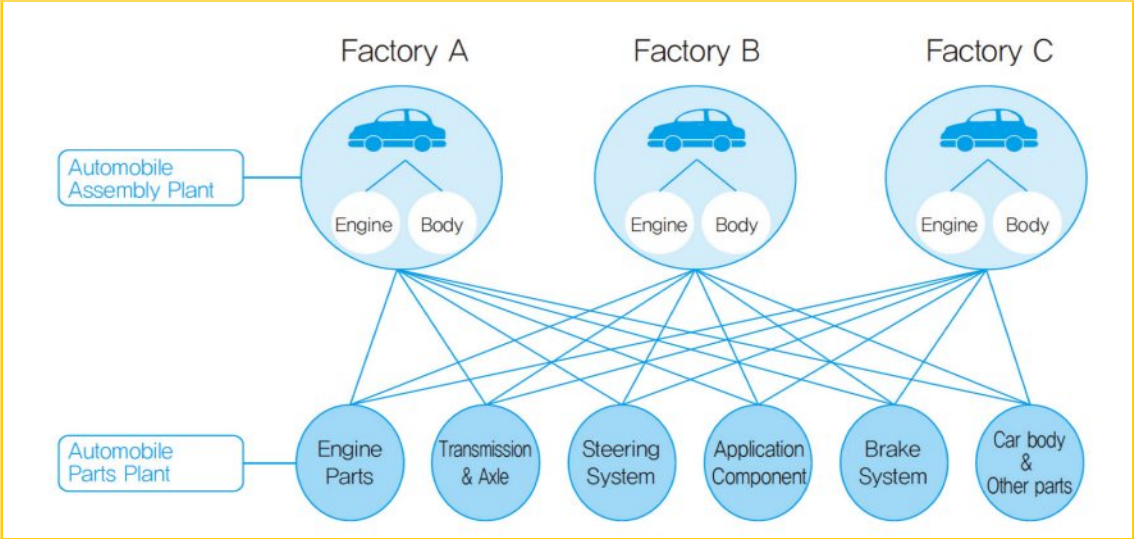 Factory A
Factory B
Factory C
Automobile
Assembly Plant
Engine
Body
Engine
Body
Engine
Body
Automobile
Parts Plant
Engine
Parts
Transmission
& Axle
Steering
System
Application
Component
Brake
System
Car body
&
Other parts